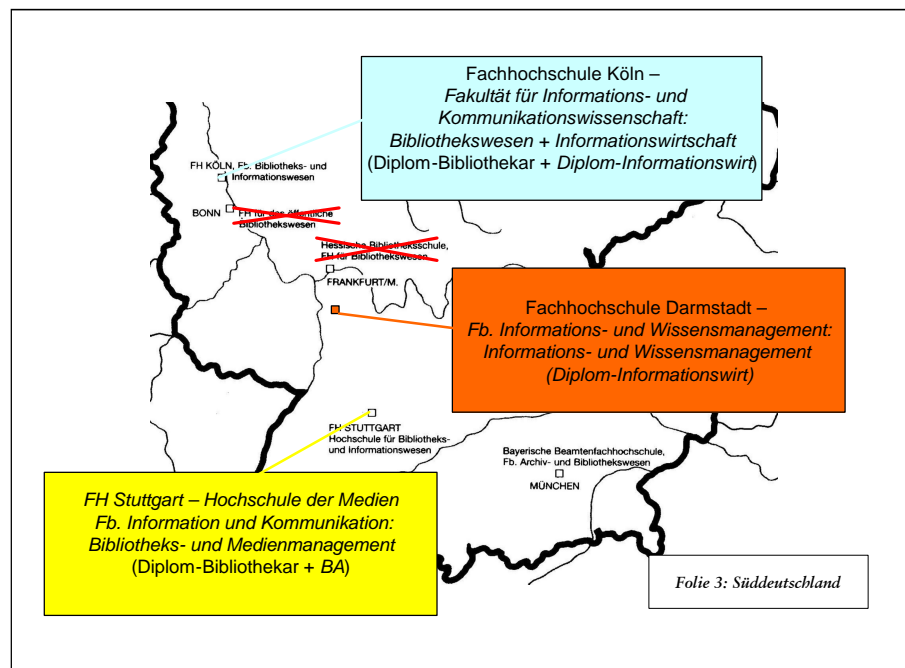 Fachhochschule Köln –
Fakultät für Informations- und
Kommunikationswissenschaft:
Bibliothekswesen + Informationswirtschaft
(Diplom-Bibliothekar + Diplom-Informationswirt)
FH KÖLN, Fb. Bibliotheks- und
Informationswesen
BONN
FH für das öffentliche
Bibliothekswesen
Hessische Bibliotheksschule,
FH für Bibliothekswesen
FRANKFURT/M.
Fachhochschule Darmstadt –
Fb. Informations- und Wissensmanagement:
Informations- und Wissensmanagement
(Diplom-Informationswirt)
FH STUTTGART
Hochschule für Bibliotheks-
und Informationswesen
Bayerische Beamtenfachhochschule,
Fb. Archiv- und Bibliothekswesen
MÜNCHEN
FH Stuttgart – Hochschule der Medien
Fb. Information und Kommunikation:
Bibliotheks- und Medienmanagement
(Diplom-Bibliothekar + BA)
Folie 3: Süddeutschland